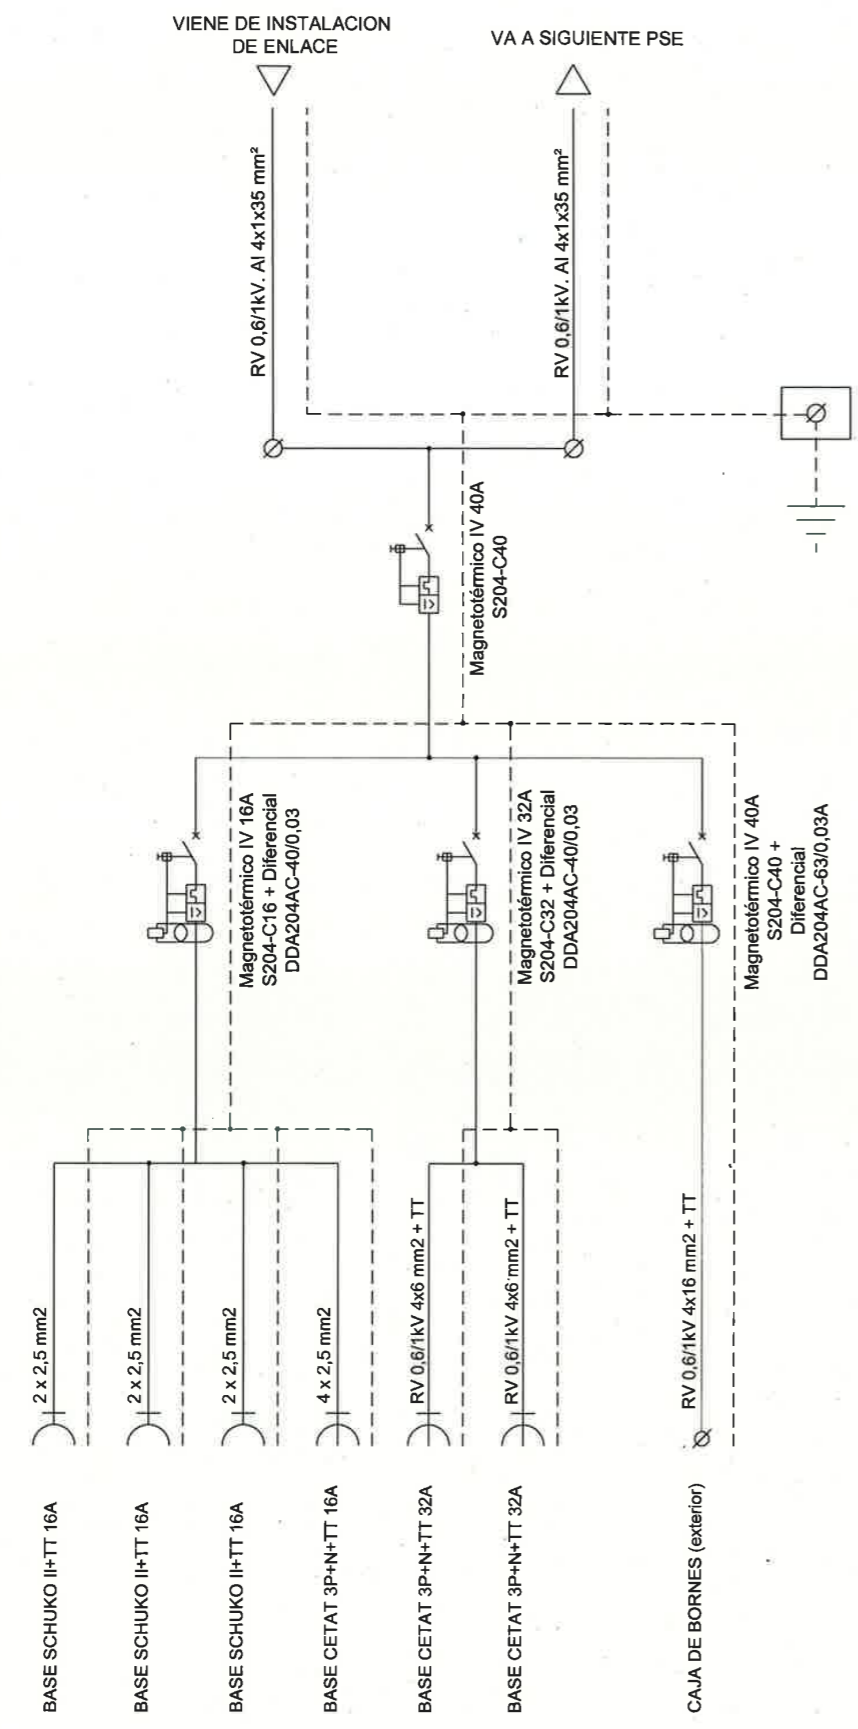 VIENE DE INSTALACION
DE ENLACE
VA A SIGUIENTE PSE
RV 0,6/1kV. Al 4x1x35 mm²
RV 0,6/1kV. Al 4x1x35 mm²
Magnetotérmico IV 40A
S204-C40
Magnetotérmico IV 16A
S204-C16 + Diferencial
DDA204AC-40/0,03
Magnetotérmico IV 32A
S204-C32 + Diferencial
DDA204AC-40/0,03
Magnetotérmico IV 40A
S204-C40 +
Diferencial
DDA204AC-63/0,03A
2 x 2,5 mm2
2 x 2,5 mm2
2 x 2,5 mm2
4 x 2,5 mm2
RV 0,6/1kV 4x6 mm2 + TT
RV 0,6/1kV 4x6 mm2 + TT
RV 0,6/1kV 4x16 mm2 + TT
BASE SCHUKO II+TT 16A
BASE SCHUKO II+TT 16A
BASE SCHUKO II+TT 16A
BASE CETAT 3P+N+TT 16A
BASE CETAT 3P+N+TT 32A
BASE CETAT 3P+N+TT 32A
CAJA DE BORNES (exterior)